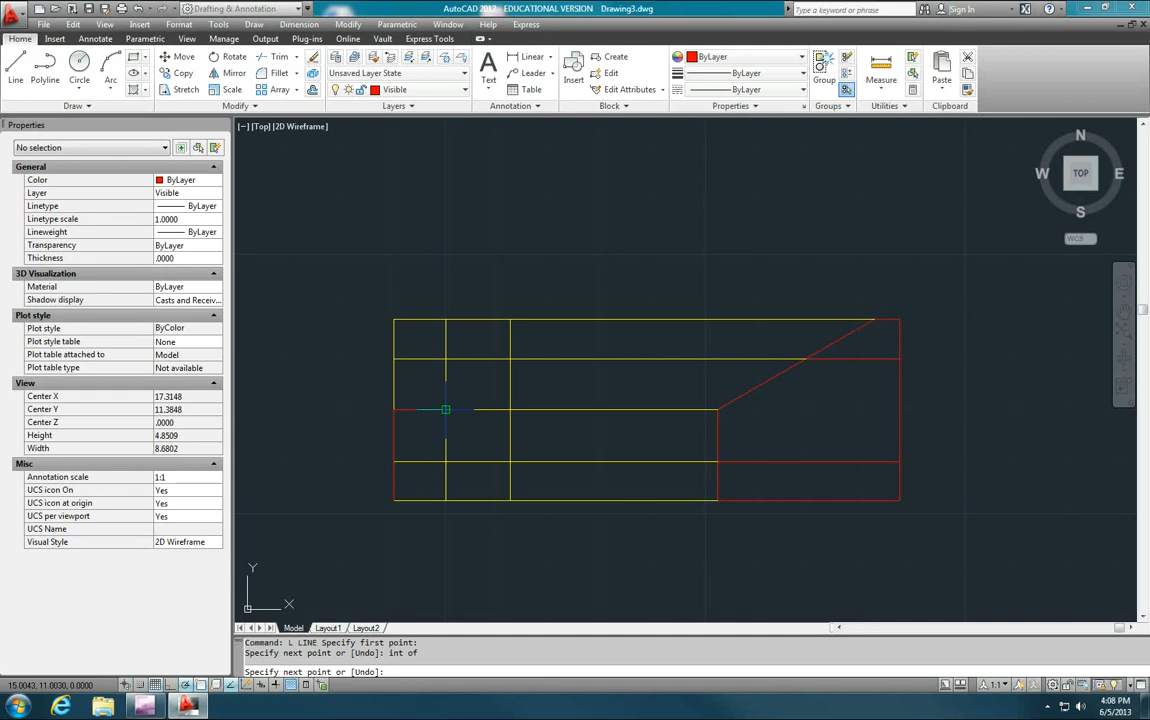 Drafting & Annotation
AutoCAD 2012 - EDUCATIONAL VERSION Drawing3.dwg
Type a keyword or phrase
Sign In
File Edit View Insert Format Tools Draw Dimension Modify Parametric Window Help Express
Home Insert Annotate Parametric View Manage Output Plug-ins Online Vault Express Tools
Line Polyline Circle Arc
Move Rotate Trim
Copy Mirror Fillet
Stretch Scale Array
Unsaved Layer State
Visible
Text
Linear
Leader
Table
Insert
Create
Edit
Edit Attributes
ByLayer
ByLayer
ByLayer
Group
Measure
Paste
Draw Modify Layers Annotation Block Properties Groups Utilities Clipboard
Properties
No selection
General
Color ByLayer
Layer Visible
Linetype ByLayer
Linetype scale 1.0000
Lineweight ByLayer
Transparency ByLayer
Thickness .0000
3D Visualization
Material ByLayer
Shadow display Casts and Receiv...
Plot style
Plot style ByColor
Plot style table None
Plot table attached to Model
Plot table type Not available
View
Center X 17.3148
Center Y 11.3848
Center Z .0000
Height 4.8509
Width 8.6802
Misc
Annotation scale 1:1
UCS icon On Yes
UCS icon at origin Yes
UCS per viewport Yes
UCS Name
Visual Style 2D Wireframe
[−] [Top] [2D Wireframe]
N
W TOP E
S
WCS
Y
X
Model Layout1 Layout2
Command: L LINE Specify first point:
Specify next point or [Undo]: int of
Specify next point or [Undo]:
15.0043, 11.0030, 0.0000
MODEL
1:1
4:08 PM
6/5/2013